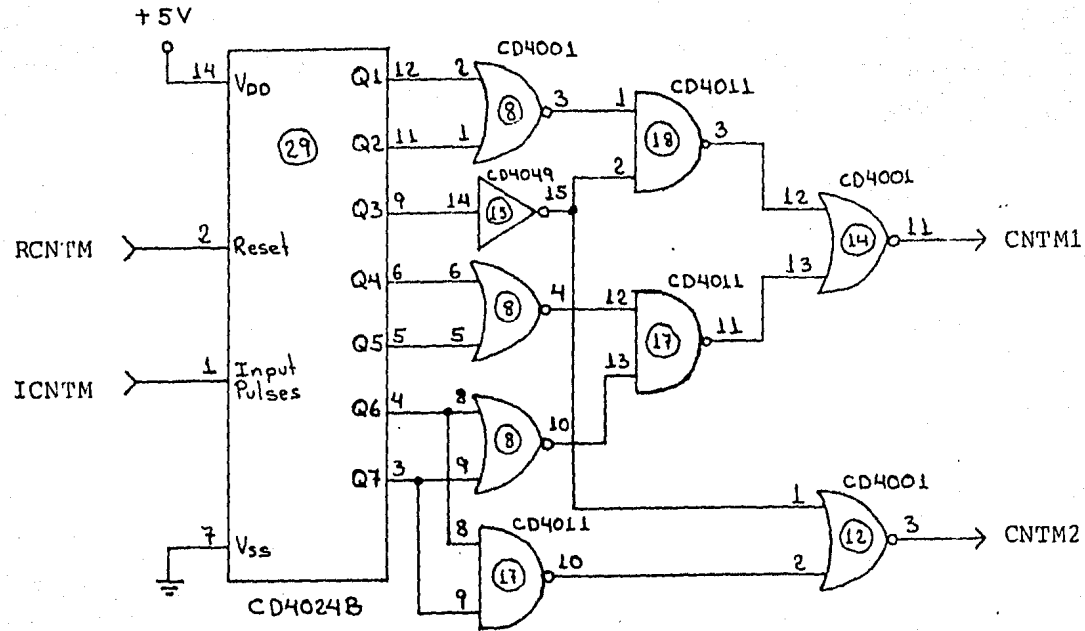 +5V
14 VDD
29
Q1 12
Q2 11
Q3 9
Q4 6
Q5 5
Q6 4
Q7 3
RCNTM 2 Reset
ICNTM 1 Input
Pulses
7 VSS
CD4024B
CD4001
2
1
8
3
CD4049
14
13
15
6
5
8
4
8
9
8
10
CD4011
8
9
17
10
CD4011
1
2
18
3
CD4011
12
13
17
11
CD4001
12
13
14
11
CNTM1
CD4001
1
2
12
3
CNTM2